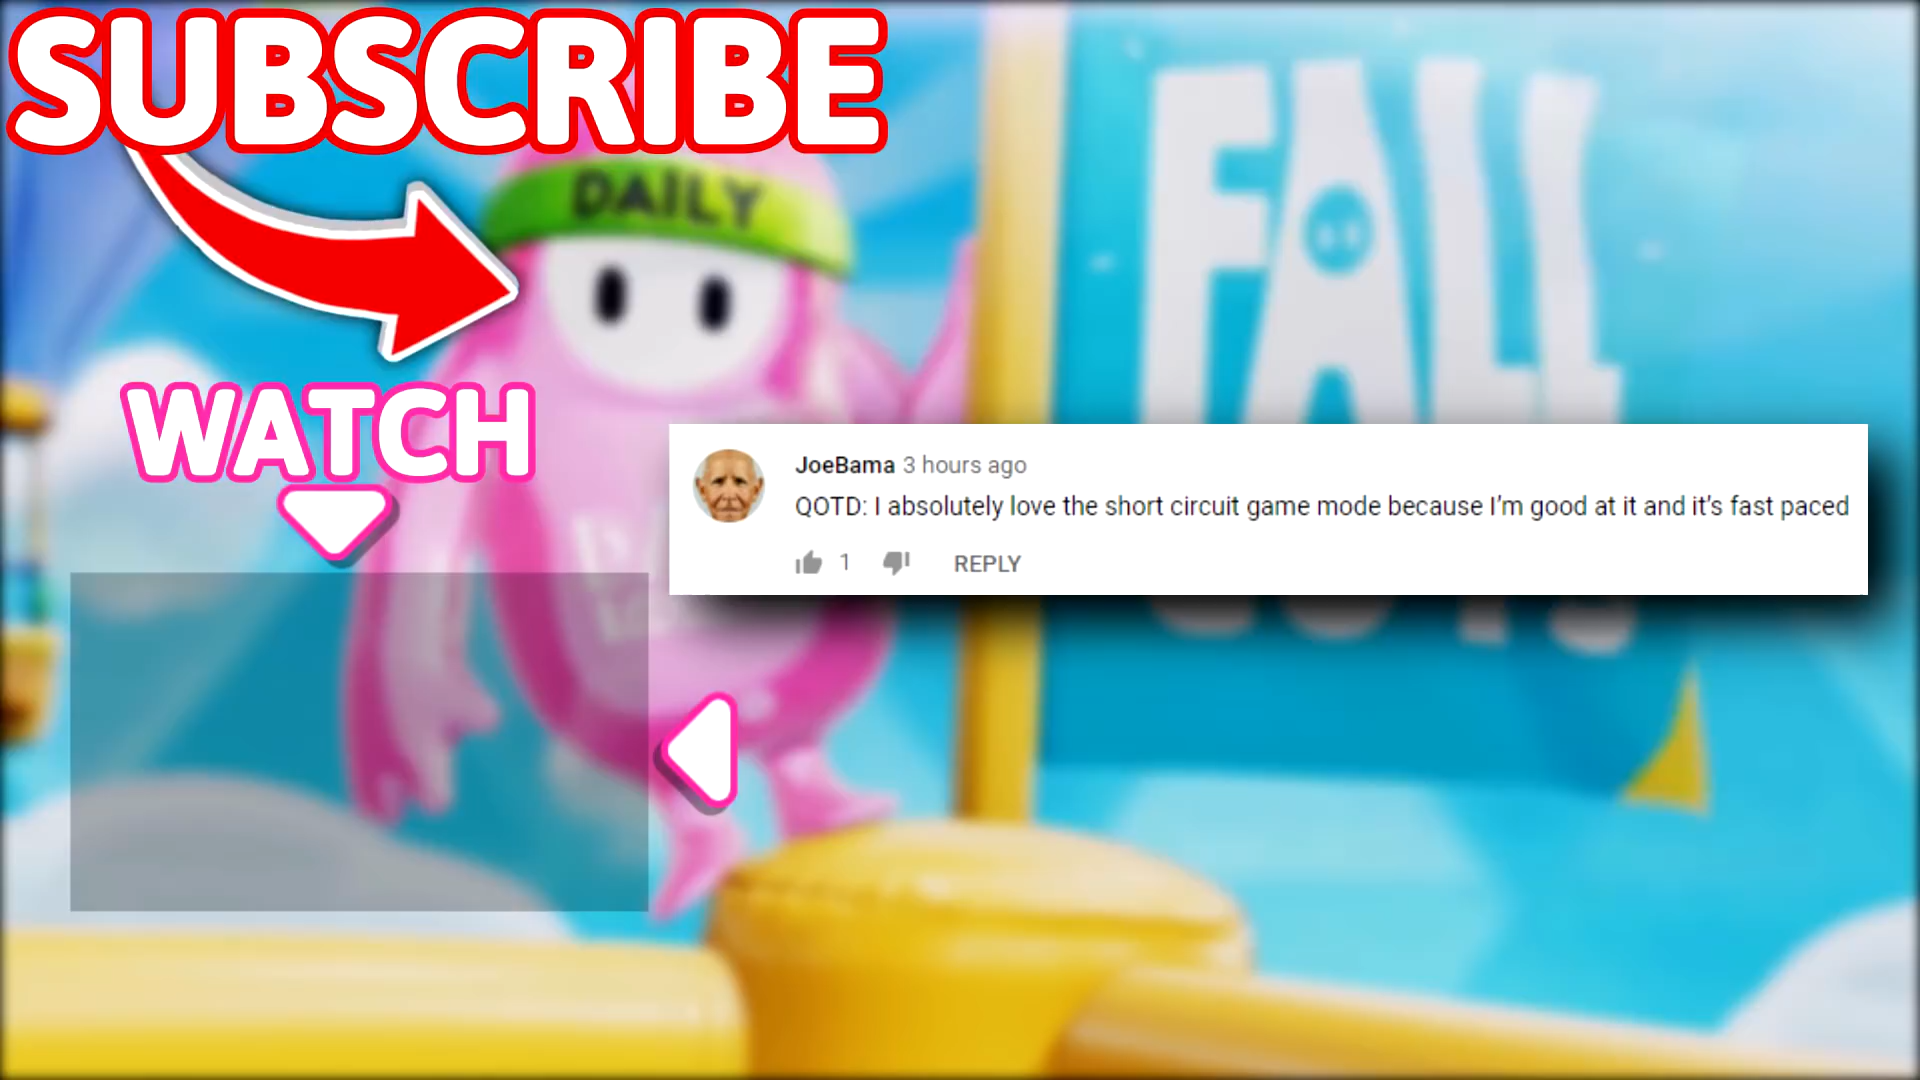 SUBSCRIBE
DAILY
FALL
WATCH
JoeBama 3 hours ago
QOTD: I absolutely love the short circuit game mode because I’m good at it and it’s fast paced
1 REPLY